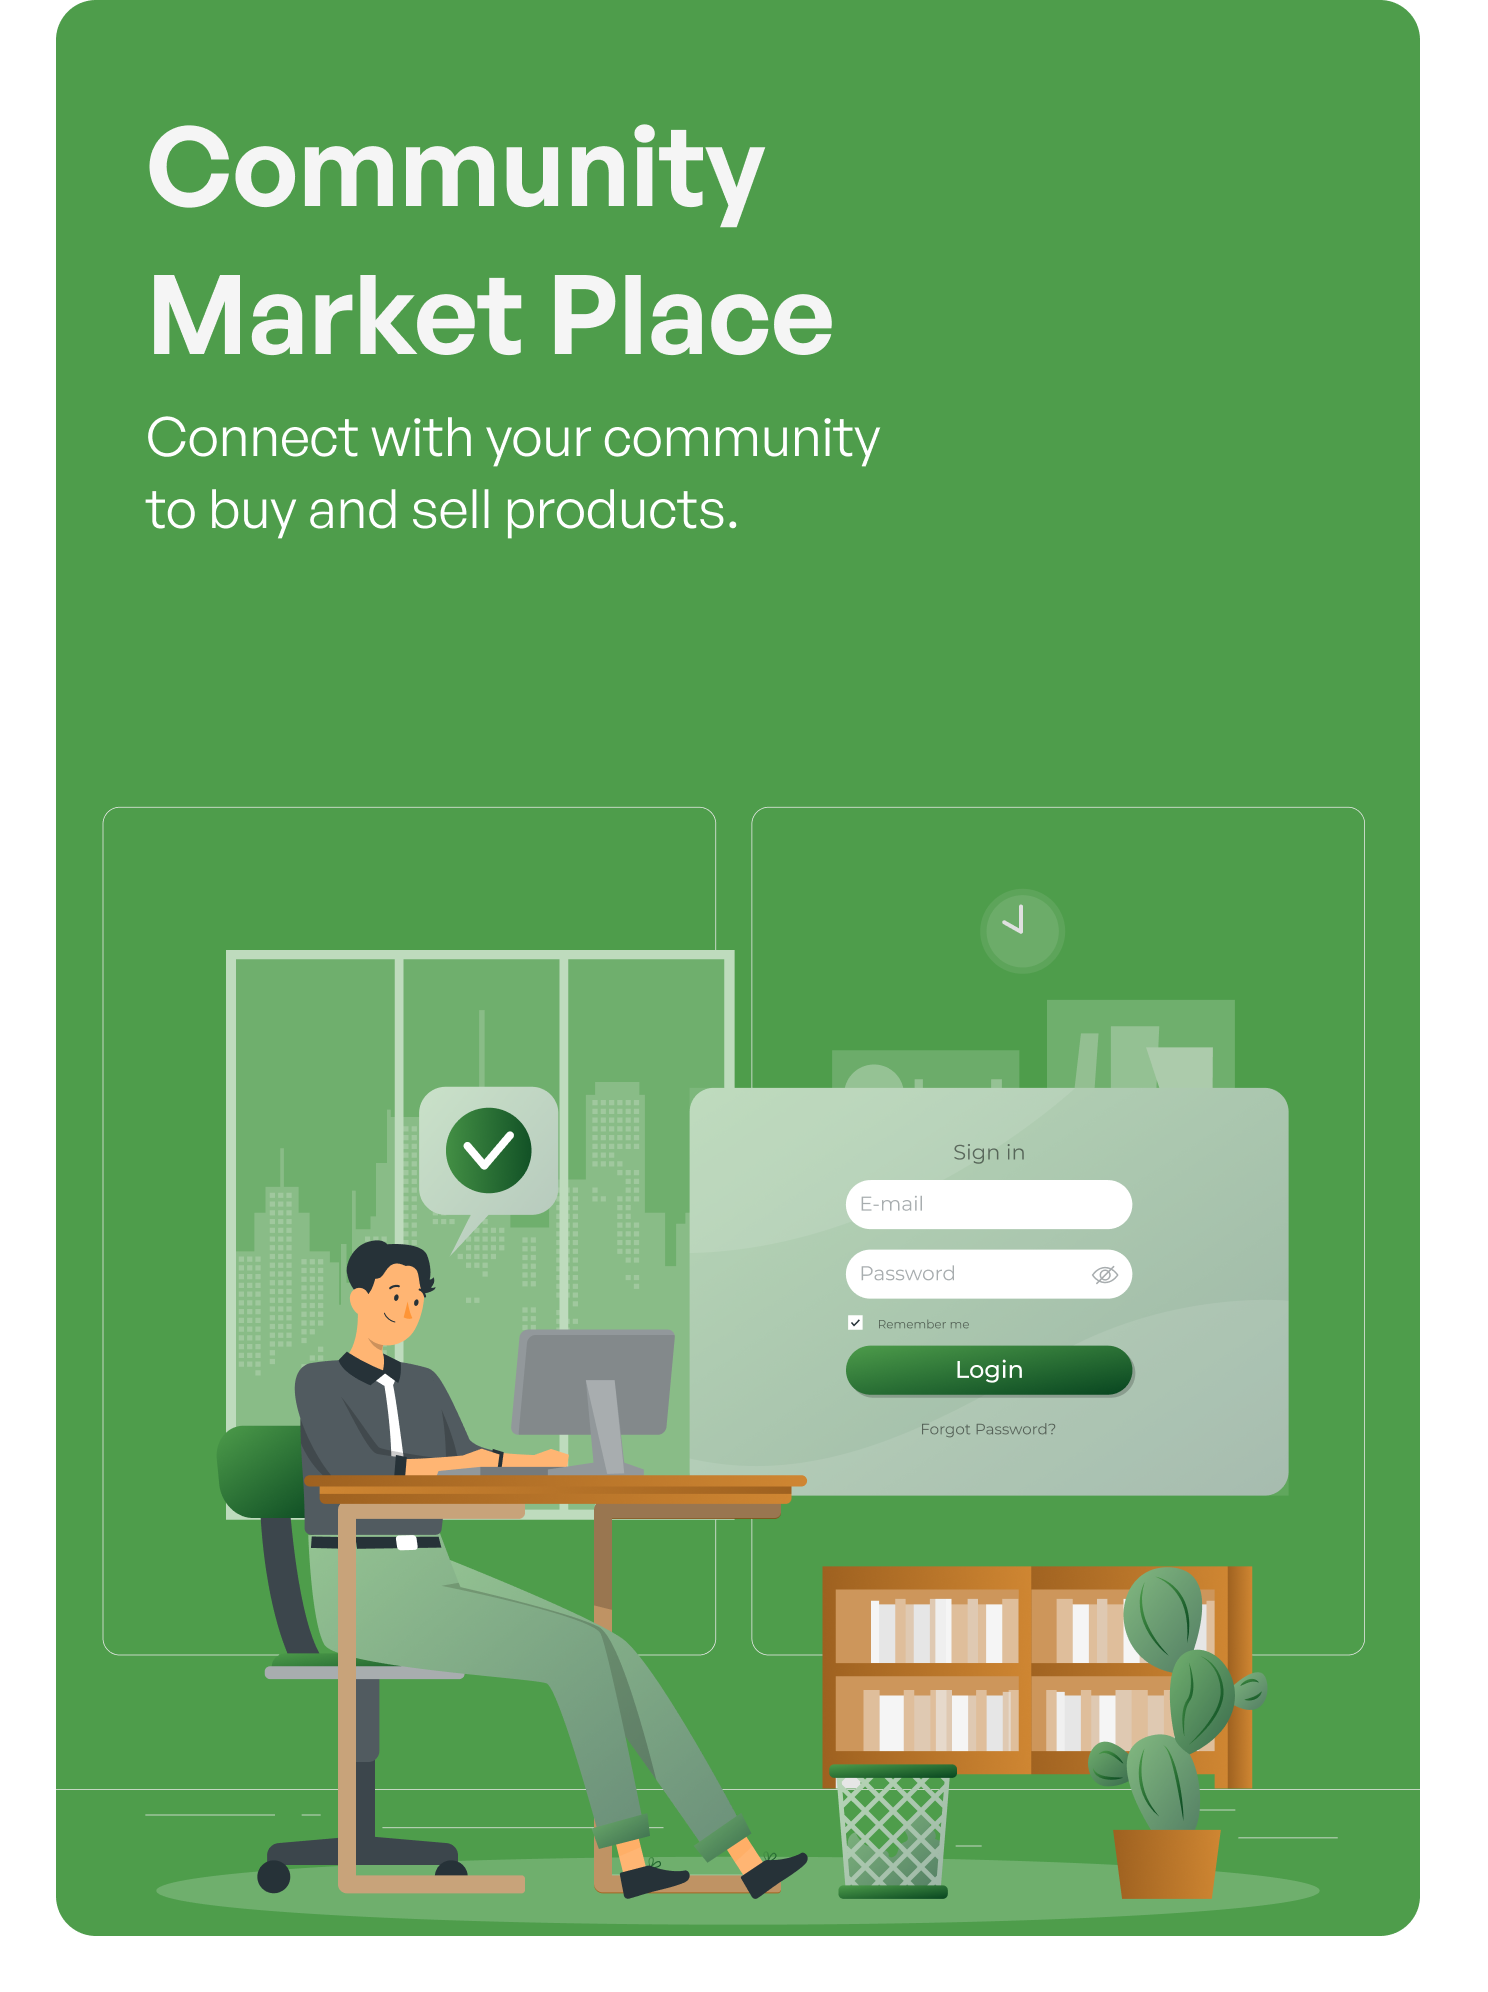 Community
Market Place
Connect with your community
to buy and sell products.
Sign in
E-mail
Password
Remember me
Login
Forgot Password?